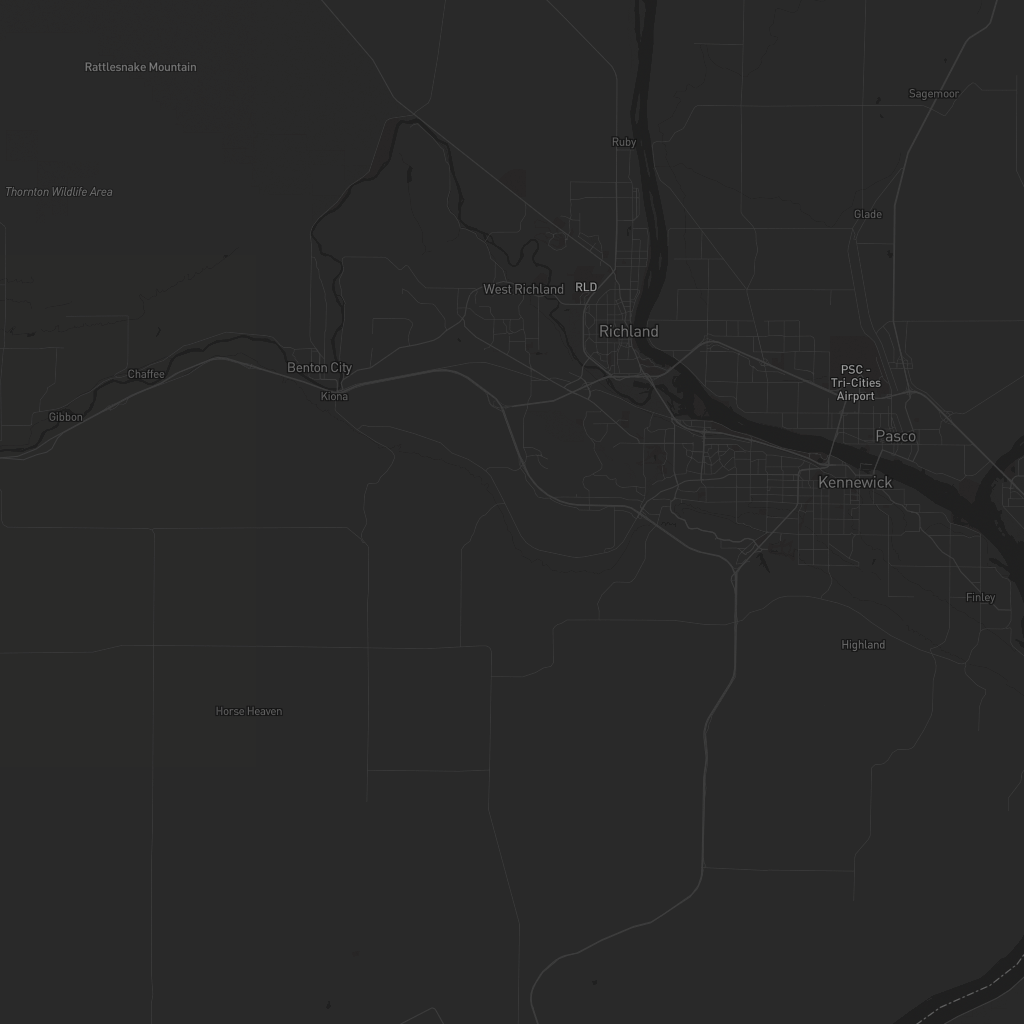 Rattlesnake Mountain
Sagemoor
Ruby
Thornton Wildlife Area
Glade
West Richland
RLD
Richland
Benton City
Chaffee
PSC -
Tri-Cities
Airport
Kiona
Gibbon
Pasco
Kennewick
Finley
Highland
Horse Heaven